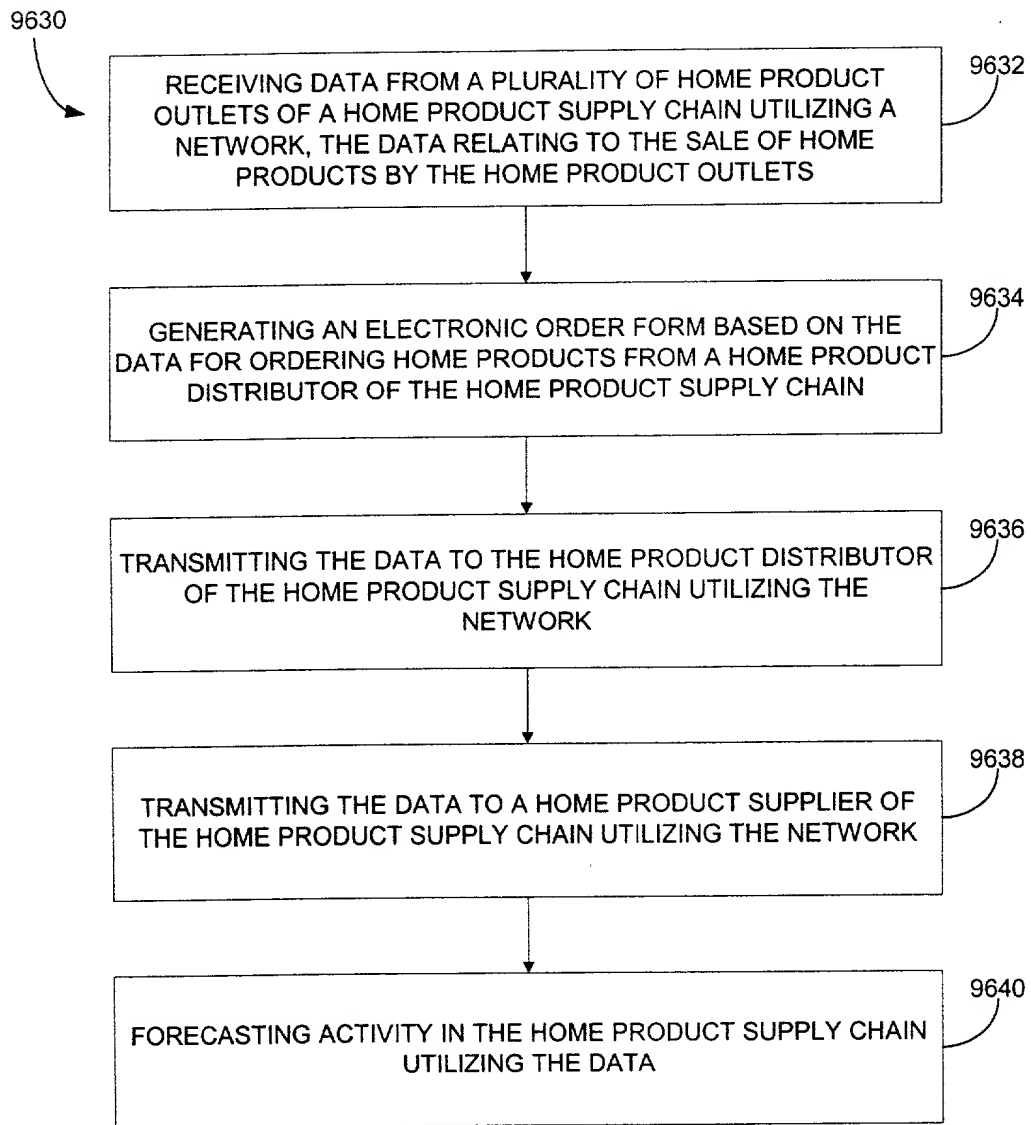 9630
RECEIVING DATA FROM A PLURALITY OF HOME PRODUCT
OUTLETS OF A HOME PRODUCT SUPPLY CHAIN UTILIZING A
NETWORK, THE DATA RELATING TO THE SALE OF HOME
PRODUCTS BY THE HOME PRODUCT OUTLETS
9632
GENERATING AN ELECTRONIC ORDER FORM BASED ON THE
DATA FOR ORDERING HOME PRODUCTS FROM A HOME PRODUCT
DISTRIBUTOR OF THE HOME PRODUCT SUPPLY CHAIN
9634
TRANSMITTING THE DATA TO THE HOME PRODUCT DISTRIBUTOR
OF THE HOME PRODUCT SUPPLY CHAIN UTILIZING THE
NETWORK
9636
TRANSMITTING THE DATA TO A HOME PRODUCT SUPPLIER OF
THE HOME PRODUCT SUPPLY CHAIN UTILIZING THE NETWORK
9638
FORECASTING ACTIVITY IN THE HOME PRODUCT SUPPLY CHAIN
UTILIZING THE DATA
9640